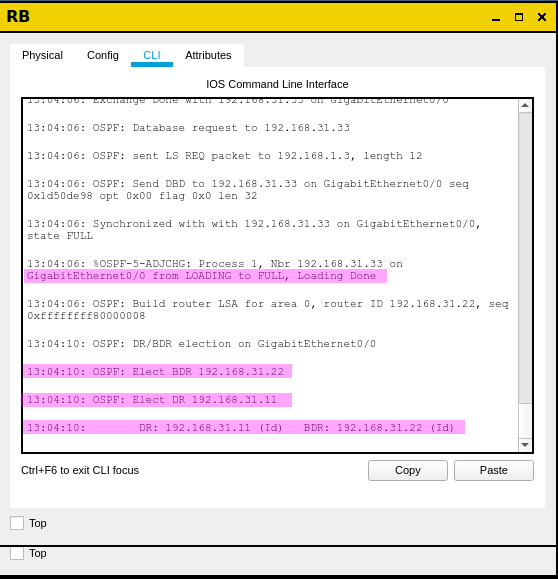 RB
Physical Config CLI Attributes
IOS Command Line Interface
13:04:06: Exchange Done with 192.168.31.33 on GigabitEthernet0/0
13:04:06: OSPF: Database request to 192.168.31.33
13:04:06: OSPF: sent LS REQ packet to 192.168.1.3, length 12
13:04:06: OSPF: Send DBD to 192.168.31.33 on GigabitEthernet0/0 seq
0x1d50de98 opt 0x00 flag 0x0 len 32
13:04:06: Synchronized with with 192.168.31.33 on GigabitEthernet0/0,
state FULL
13:04:06: %OSPF-5-ADJCHG: Process 1, Nbr 192.168.31.33 on
GigabitEthernet0/0 from LOADING to FULL, Loading Done
13:04:06: OSPF: Build router LSA for area 0, router ID 192.168.31.22, seq
0xffffffff80000008
13:04:10: OSPF: DR/BDR election on GigabitEthernet0/0
13:04:10: OSPF: Elect BDR 192.168.31.22
13:04:10: OSPF: Elect DR 192.168.31.11
13:04:10: DR: 192.168.31.11 (Id) BDR: 192.168.31.22 (Id)
Ctrl+F6 to exit CLI focus
Copy Paste
Top
Top